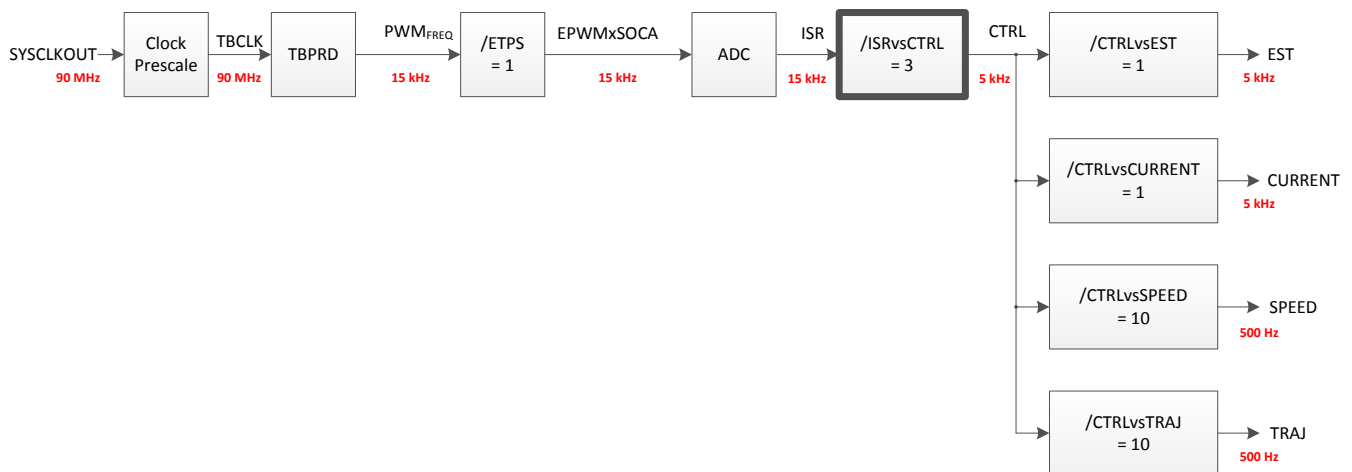 SYSCLKOUT
90 MHz
Clock
Prescale
TBCLK
90 MHz
TBPRD
PWMFREQ
15 kHz
/ETPS
= 1
EPWMxSOCA
15 kHz
ADC
ISR
15 kHz
/ISRvsCTRL
= 3
CTRL
5 kHz
/CTRLvsEST
= 1
EST
5 kHz
/CTRLvsCURRENT
= 1
CURRENT
5 kHz
/CTRLvsSPEED
= 10
SPEED
500 Hz
/CTRLvsTRAJ
= 10
TRAJ
500 Hz